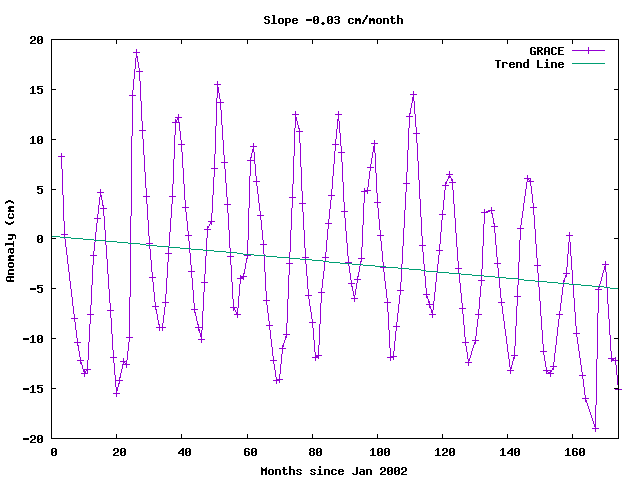 Slope -0.03 cm/month
20
GRACE
Trend Line
15
10
5
0
-5
-10
-15
-20
Anomaly (cm)
0 20 40 60 80 100 120 140 160
Months since Jan 2002